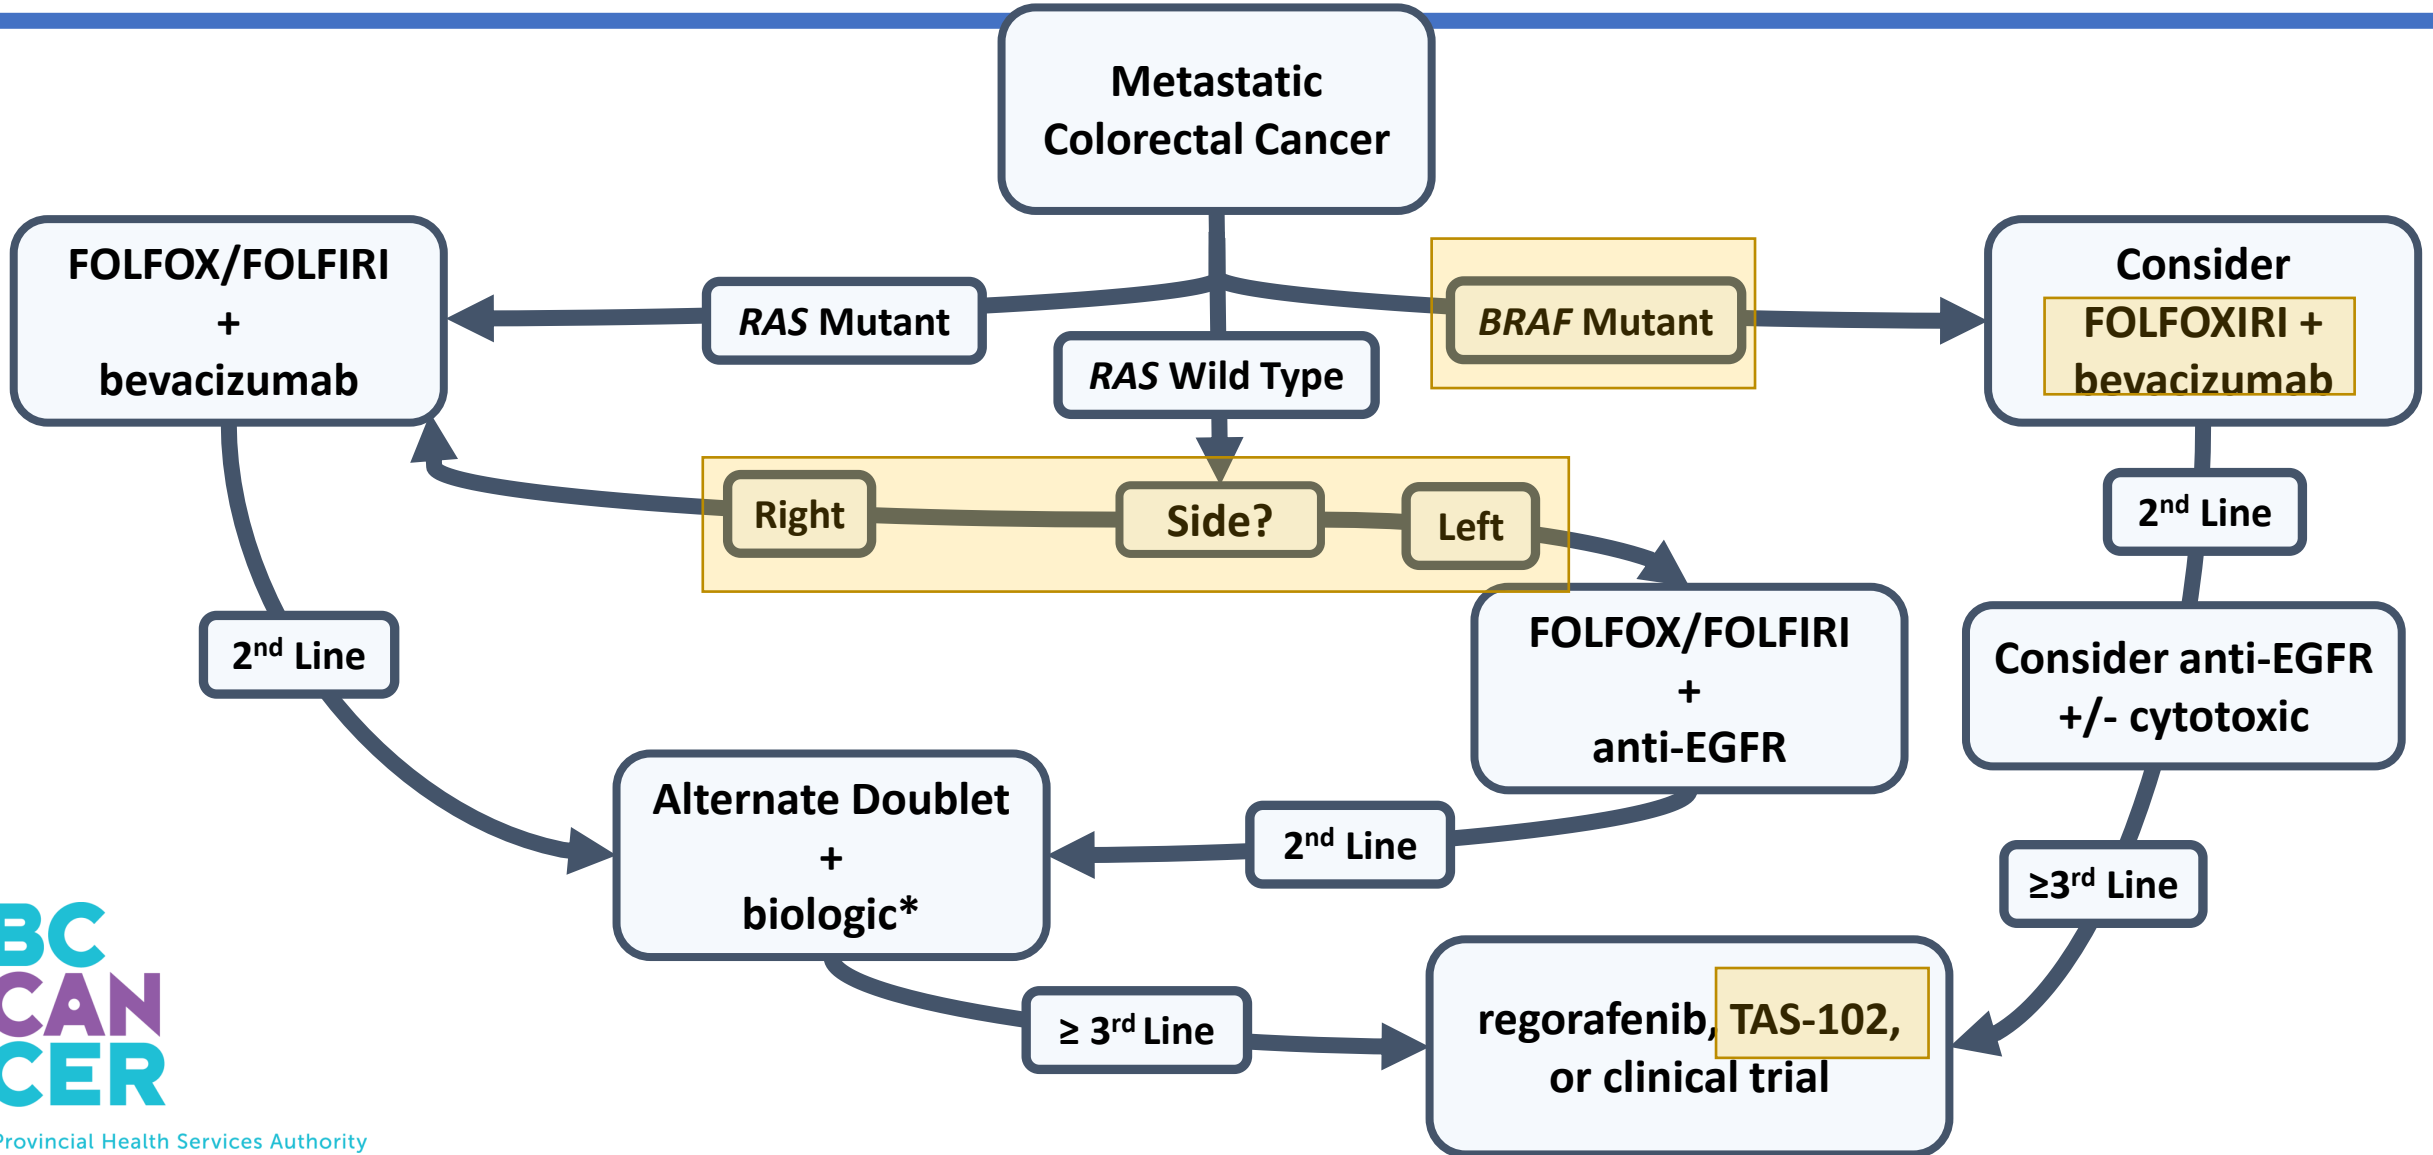 Metastatic
Colorectal Cancer
FOLFOX/FOLFIRI
+
bevacizumab
RAS Mutant
RAS Wild Type
BRAF Mutant
Consider
FOLFOXIRI +
bevacizumab
Right
Side?
Left
2nd Line
2nd Line
FOLFOX/FOLFIRI
+
anti-EGFR
Consider anti-EGFR
+/- cytotoxic
Alternate Doublet
+
biologic*
2nd Line
≥3rd Line
≥ 3rd Line
regorafenib, TAS-102,
or clinical trial
BC
CAN
CER
Provincial Health Services Authority